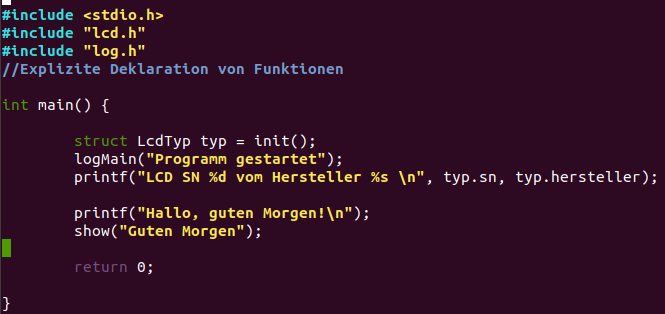 #include <stdio.h>
#include "lcd.h"
#include "log.h"
//Explizite Deklaration von Funktionen
int main() {
struct LcdTyp typ = init();
logMain("Programm gestartet");
printf("LCD SN %d vom Hersteller %s \n", typ.sn, typ.hersteller);
printf("Hallo, guten Morgen!\n");
show("Guten Morgen");
return 0;
}